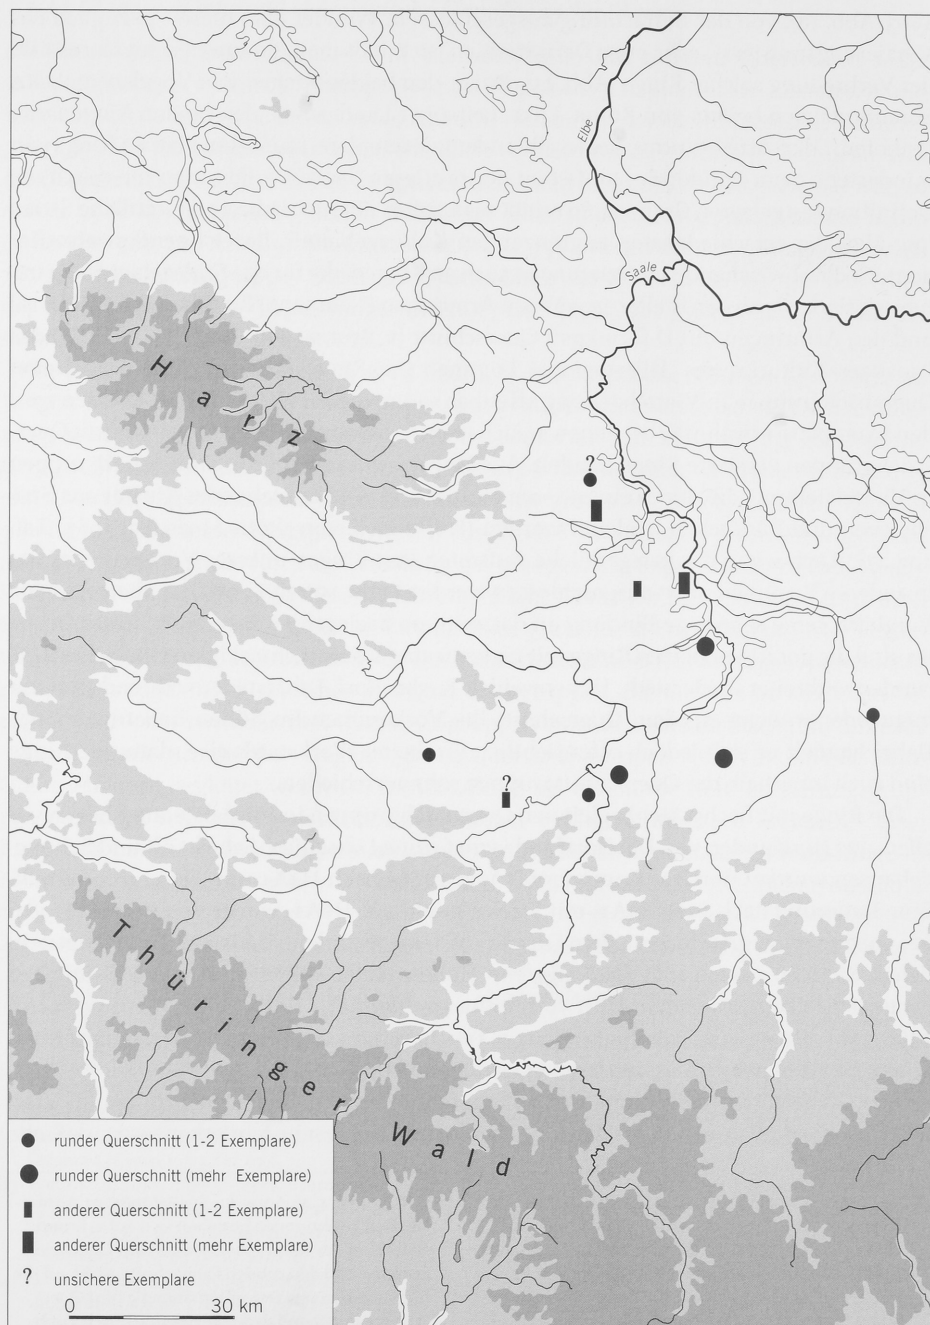 Elbe
Saale
Harz
?
?
Thüringer Wald
runder Querschnitt (1-2 Exemplare)
runder Querschnitt (mehr Exemplare)
anderer Querschnitt (1-2 Exemplare)
anderer Querschnitt (mehr Exemplare)
? unsichere Exemplare
0 30 km